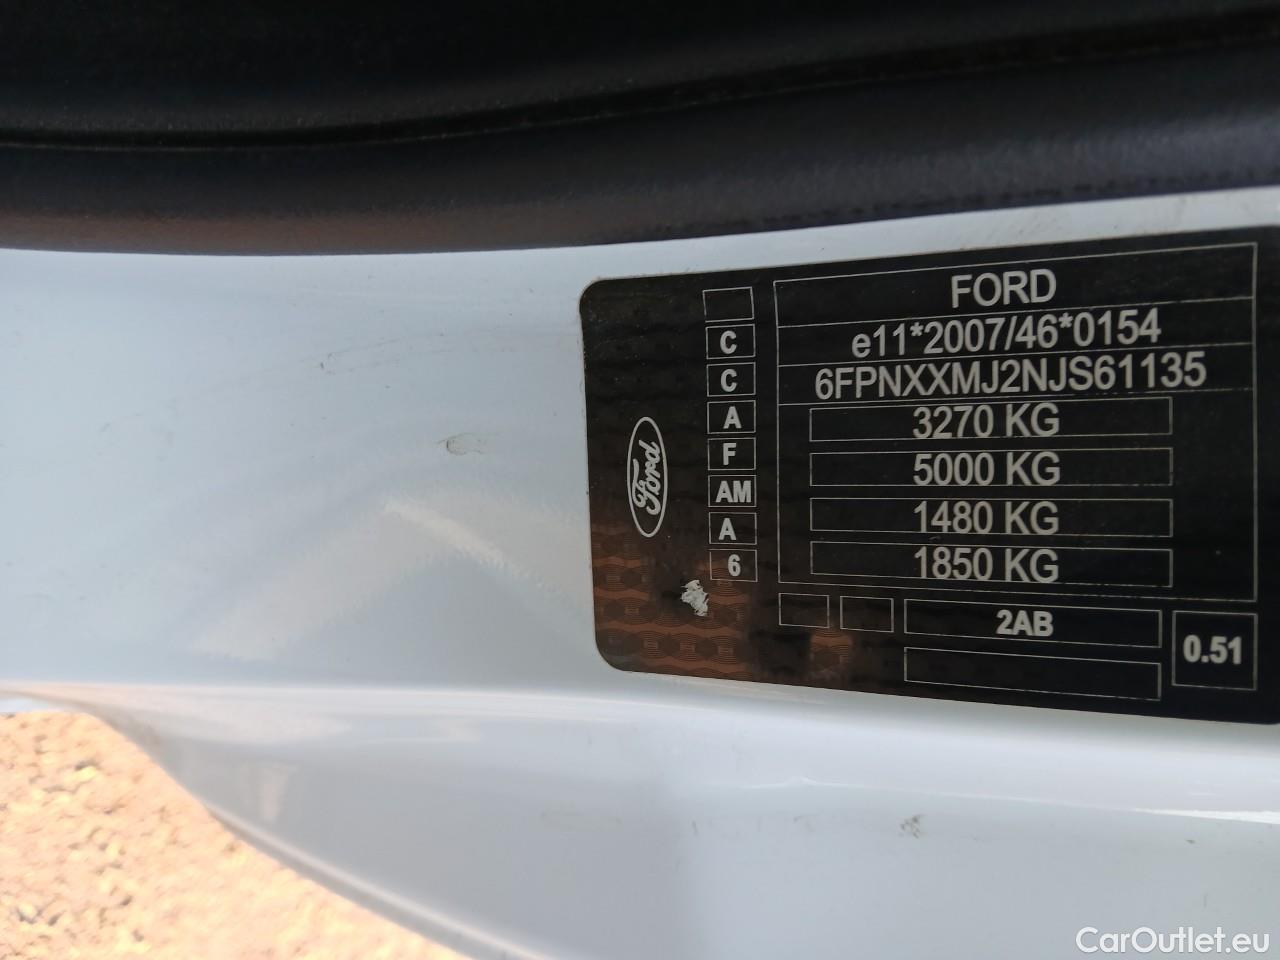 FORD
e11*2007/46*0154
6FPNXXMJ2NJS61135
3270 KG
5000 KG
1480 KG
1850 KG
C
C
A
F
AM
A
6
Ford
2AB
0.51
CarOutlet.eu